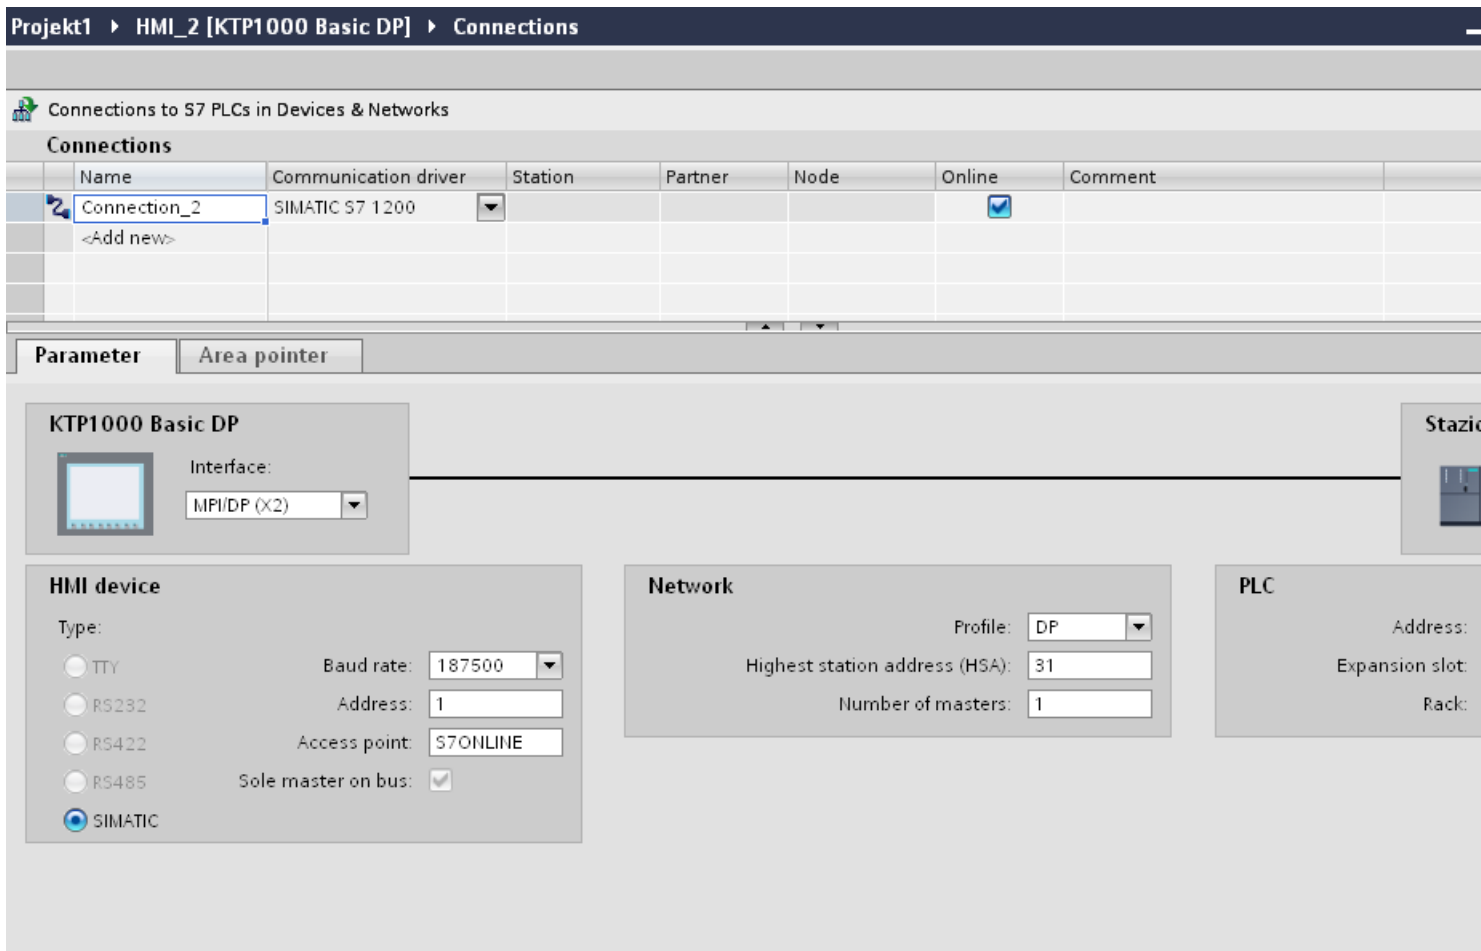 Projekt1 HMI_2 [KTP1000 Basic DP] Connections
Connections to S7 PLCs in Devices & Networks
Connections
Name Communication driver Station Partner Node Online Comment
Connection_2 SIMATIC S7 1200
<Add new>
Parameter Area pointer
KTP1000 Basic DP
Interface:
MPI/DP (X2)
Stazio
HMI device
Type:
TTY
RS232
RS422
RS485
SIMATIC
Baud rate: 187500
Address: 1
Access point: S7ONLINE
Sole master on bus:
Network
Profile: DP
Highest station address (HSA): 31
Number of masters: 1
PLC
Address:
Expansion slot:
Rack: